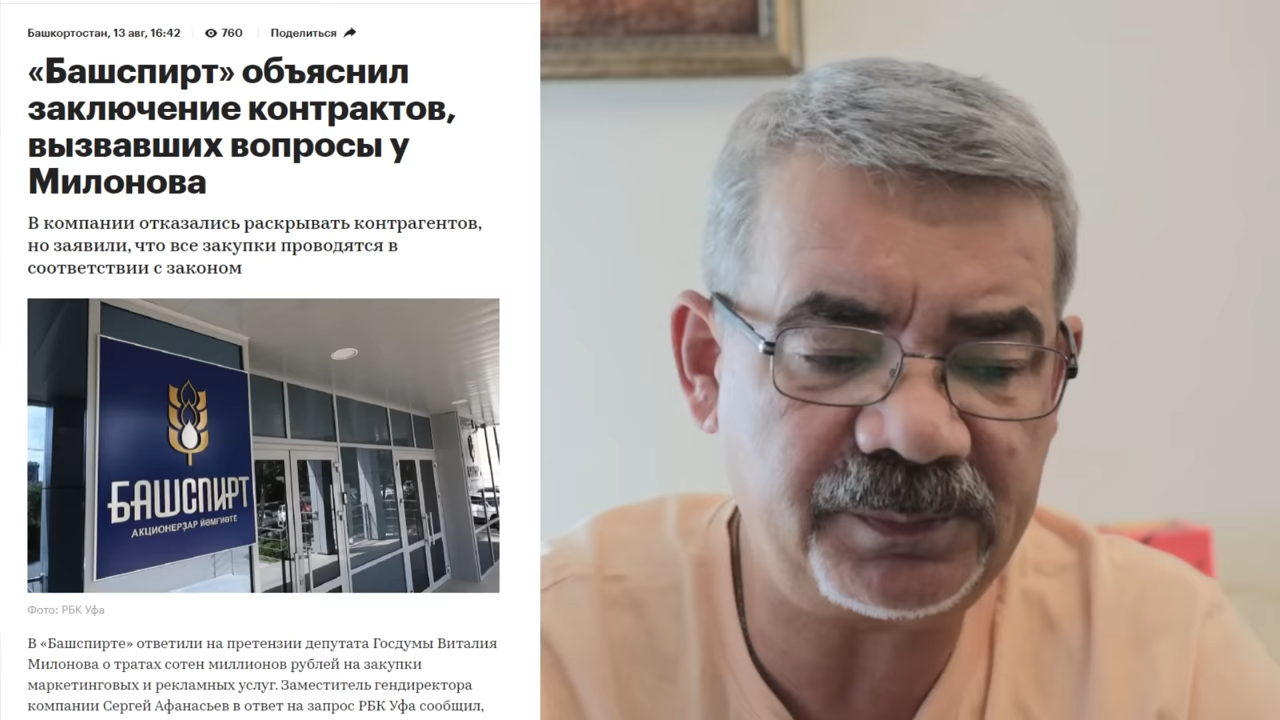 Башкортостан, 13 авг, 16:42
760
Поделиться
«Башспирт» объяснил
заключение контрактов,
вызвавших вопросы у
Милонова
В компании отказались раскрывать контрагентов,
но заявили, что все закупки проводятся в
соответствии с законом
БАШСПИРТ
АКЦИОНЕРҘАР ЙӘМҒИӘТЕ
Фото: РБК Уфа
В «Башспирте» ответили на претензии депутата Госдумы Виталия
Милонова о тратах сотен миллионов рублей на закупки
маркетинговых и рекламных услуг. Заместитель гендиректора
компании Сергей Афанасьев в ответ на запрос РБК Уфа сообщил,